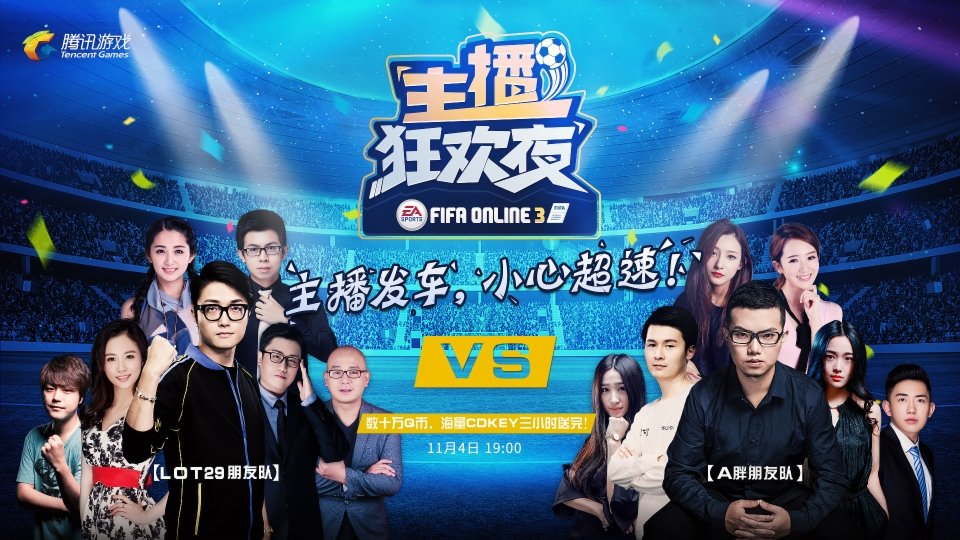 腾讯游戏
Tencent Games
主播
狂欢夜
EA SPORTS FIFA ONLINE 3 FIFA
主播发车，小心超速！
VS
数十万Q币，海量CDKEY三小时送完！
11月4日 19:00
【LOT29朋友队】
【A胖朋友队】